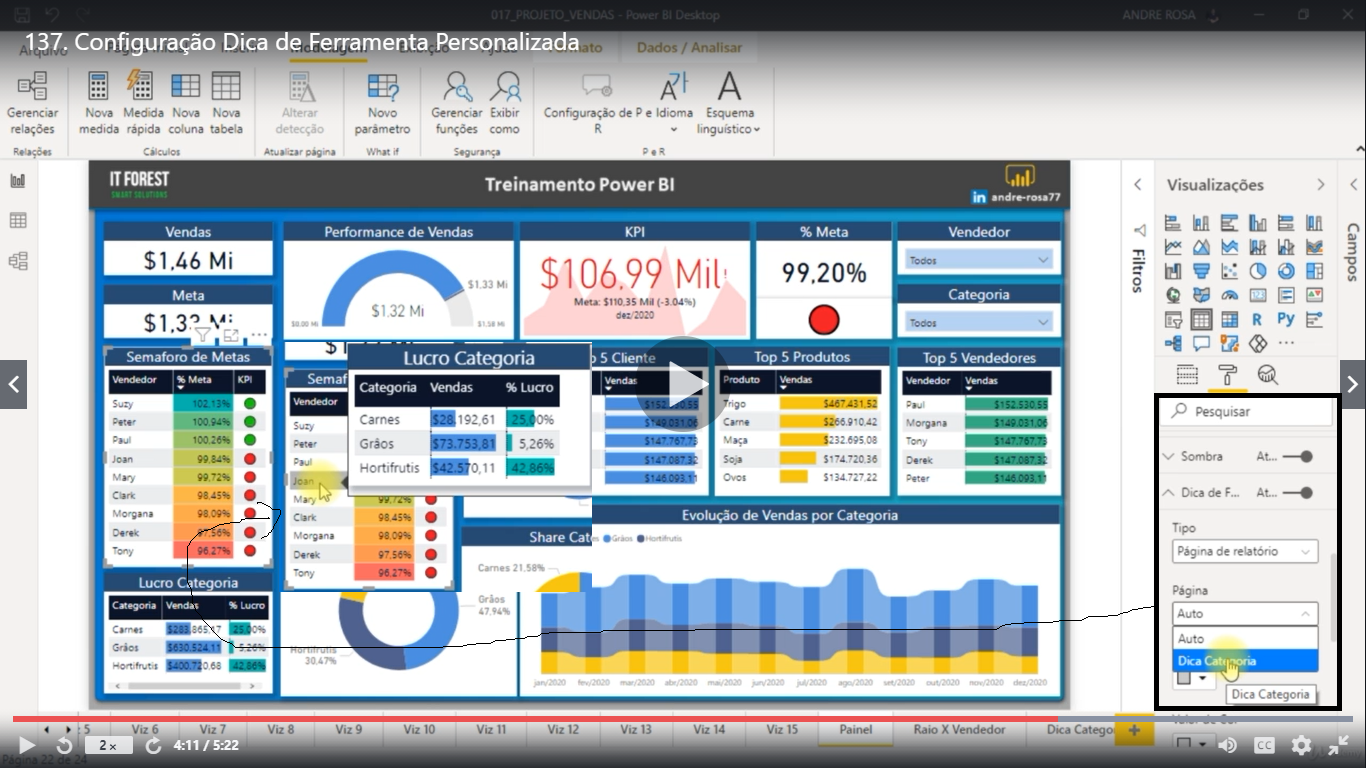 017_PROJETO_VENDAS - Power BI Desktop
ANDRE ROSA
137. Configuração Dica de Ferramenta Personalizada
Arquivo
Modelagem
Formato
Dados / Analisar
Gerenciar relações
Nova medida
Medida rápida
Nova coluna
Nova tabela
Alterar detecção
Novo parâmetro
Gerenciar funções
Exibir como
Configuração de P e R
Idioma
Esquema linguístico
Relações
Cálculos
Atualizar página
What if
Segurança
P e R
IT FOREST
SMART SOLUTIONS
Treinamento Power BI
in andre-rosa77
Vendas
$1,46 Mi
Meta
Performance de Vendas
$1,33 Mi
$1.32 Mi
$0,00 Mi
$1,58 Mi
KPI
$106,99 Mil!
Meta: $110,35 Mil (-3.04%)
dez/2020
% Meta
99,20%
Vendedor
Todos
Categoria
Todos
Semaforo de Metas
Vendedor % Meta KPI
Suzy 102,13%
Peter 100,94%
Paul 100,26%
Joan 99,84%
Mary 99,72%
Clark 98,45%
Morgana 98.09%
Derek 97,56%
Tony 96,27%
Semaf
Vendedor
Suzy
Peter
Paul
Joan
Mary 99,72%
Clark 98,45%
Morgana 98.09%
Derek 97,56%
Tony 96,27%
Lucro Categoria
Categoria Vendas % Lucro
Carnes $28.192,61 25,00%
Grãos $73.753,81 5,26%
Hortifrutis $42.570,11 42,86%
5 Cliente
Vendas
$152.530,55
$149.031,06
$147.767,73
$147.087,32
$146.093,11
Top 5 Produtos
Produto Vendas
Trigo $467.431,52
Carne $266.910,42
Maça $232.695,08
Soja $174.720,36
Ovos $134.727,22
Top 5 Vendedores
Vendedor Vendas
Paul $152.530,55
Morgana $149.031,06
Tony $147.767,73
Derek $147.087,32
Peter $146.093,11
Lucro Categoria
Categoria Vendas % Lucro
Carnes $283.865,17 25,00%
Grãos $630.524,11 5,26%
Hortifrutis $400.720,68 42,86%
Share Cate
Carnes 21,58%
Grãos
47,94%
Hortifrutis
30,47%
Evolução de Vendas por Categoria
Grãos Hortifrutis
jan/2020 fev/2020 mar/2020 abr/2020 mai/2020 jun/2020 jul/2020 ago/2020 set/2020 out/2020 nov/2020 dez/2020
Filtros
Visualizações
Campos
R Py
Pesquisar
Sombra At...
Dica de F... At...
Tipo
Página de relatório
Página
Auto
Auto
Dica Categoria
Dica Categoria
5 Viz 6 Viz 7 Viz 8 Viz 9 Viz 10 Viz 11 Viz 12 Viz 13 Viz 14 Viz 15 Painel Raio X Vendedor Dica Catego
2× 4:11 / 5:22
CC
Página 22 de 24